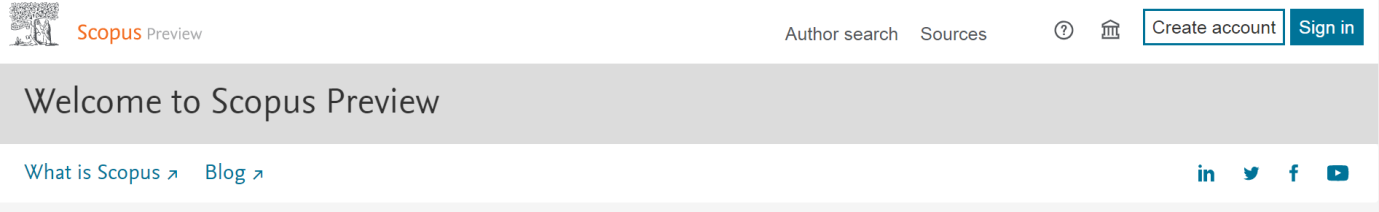 Scopus Preview
Author search Sources
Create account Sign in
Welcome to Scopus Preview
What is Scopus ↗ Blog ↗